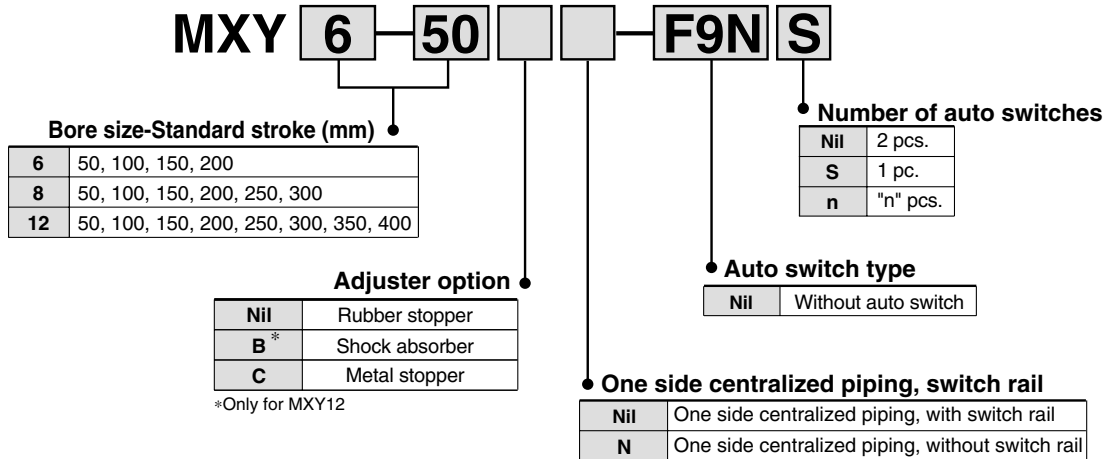 MXY 6-50 -F9N S
Bore size-Standard stroke (mm)
6 50, 100, 150, 200
8 50, 100, 150, 200, 250, 300
12 50, 100, 150, 200, 250, 300, 350, 400
Number of auto switches
Nil 2 pcs.
S 1 pc.
n "n" pcs.
Adjuster option
Nil Rubber stopper
B* Shock absorber
C Metal stopper
*Only for MXY12
Auto switch type
Nil Without auto switch
One side centralized piping, switch rail
Nil One side centralized piping, with switch rail
N One side centralized piping, without switch rail